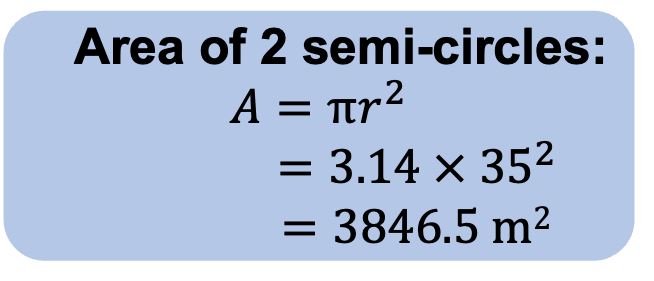 Area of 2 semi-circles:
A = πr²
= 3.14 × 35²
= 3846.5 m²